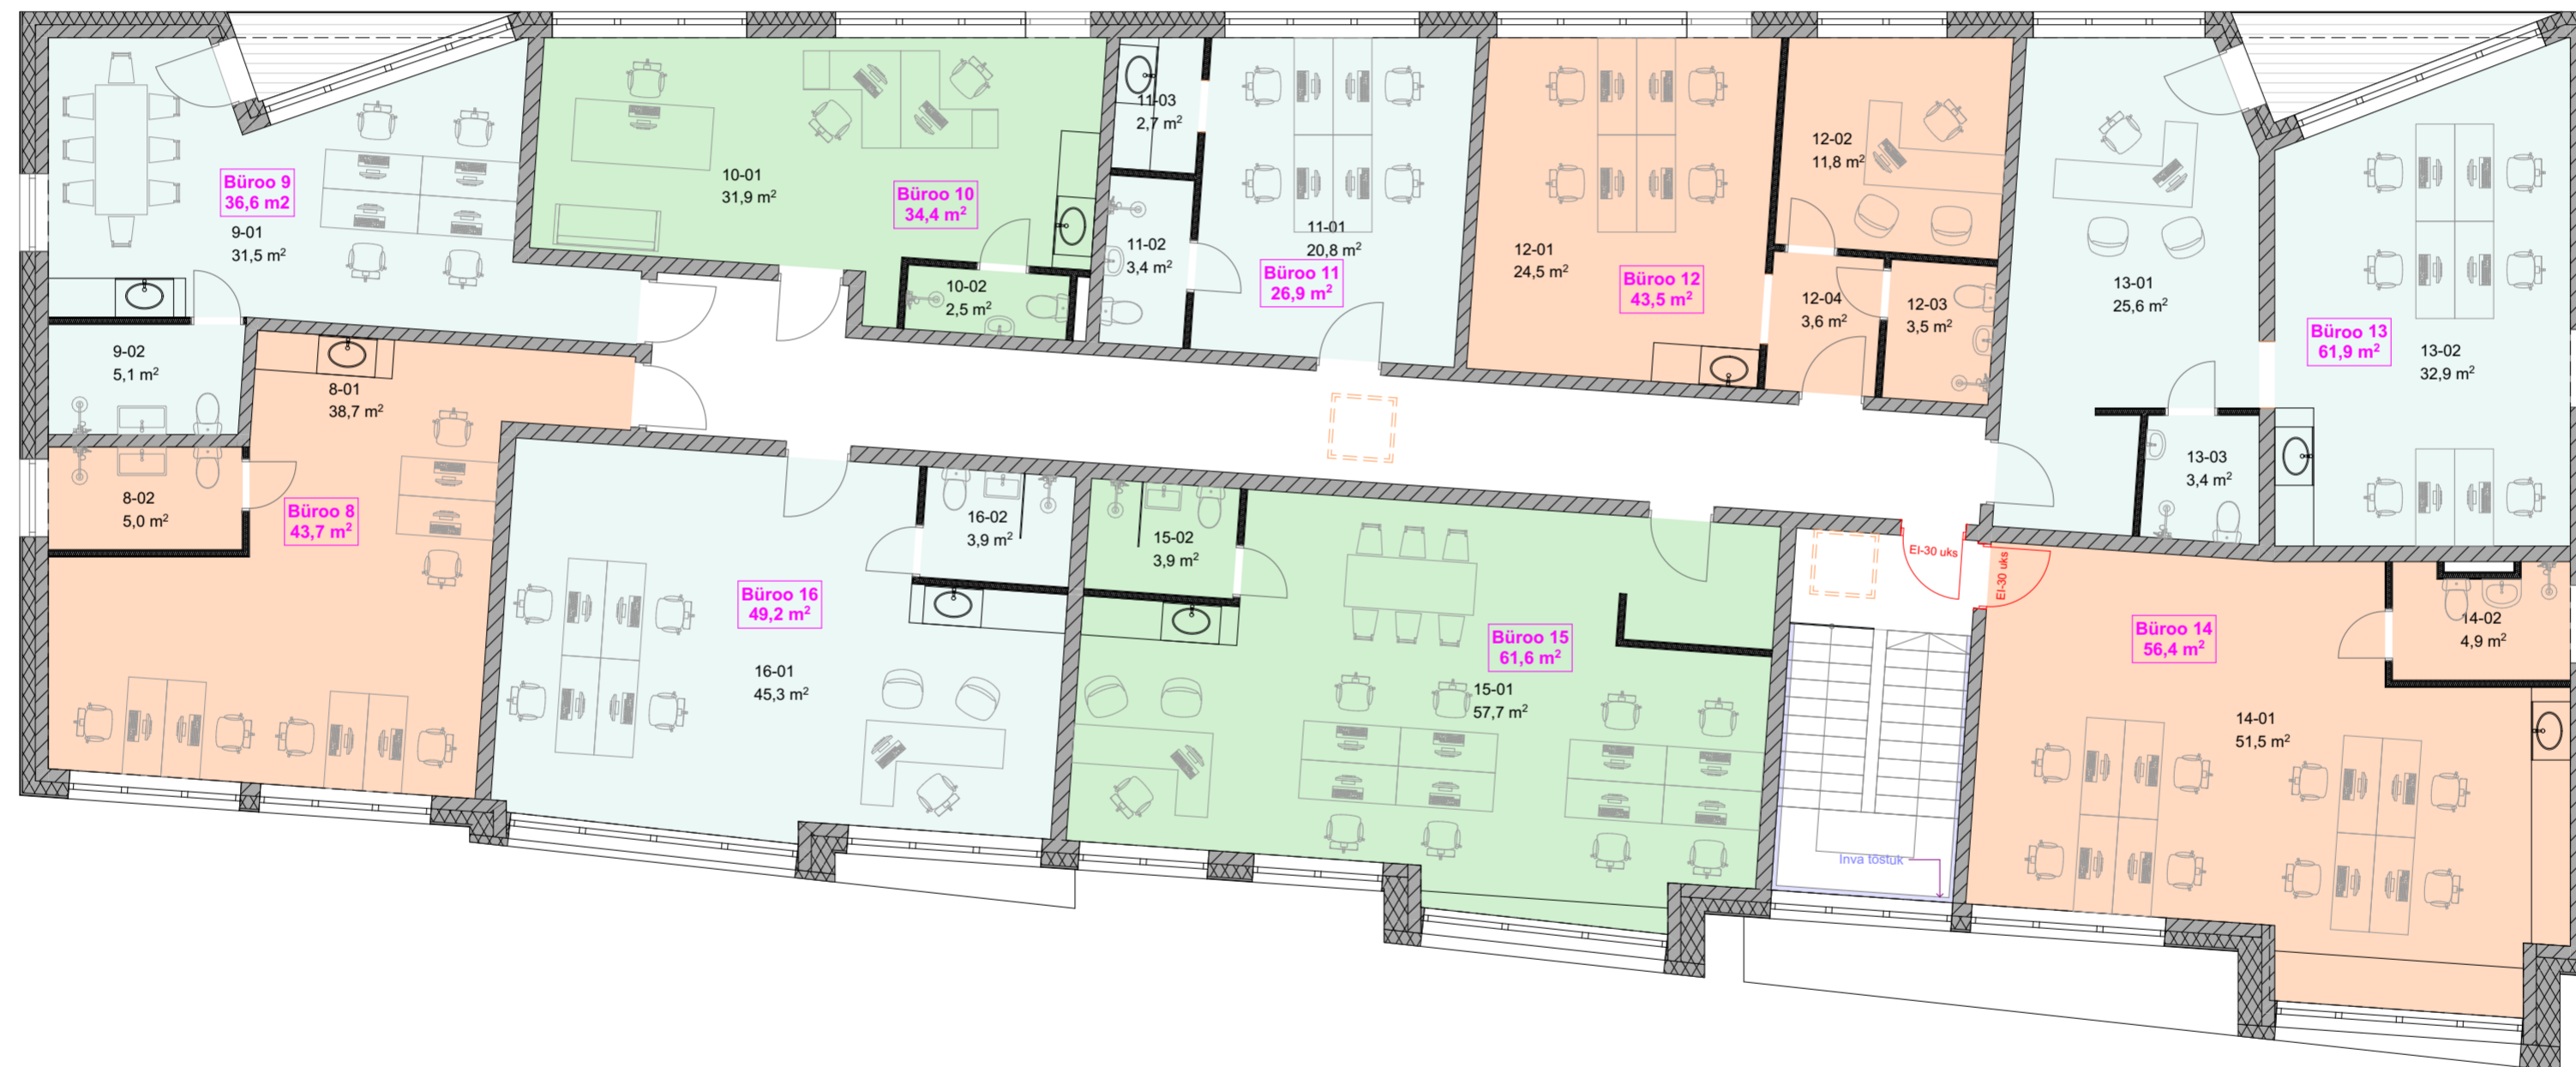 Büroo 9
36,6 m2
9-01
31,5 m²
9-02
5,1 m²
10-01
31,9 m²
Büroo 10
34,4 m²
10-02
2,5 m²
11-03
2,7 m²
11-02
3,4 m²
11-01
20,8 m²
Büroo 11
26,9 m²
12-01
24,5 m²
Büroo 12
43,5 m²
12-02
11,8 m²
12-04
3,6 m²
12-03
3,5 m²
13-01
25,6 m²
Büroo 13
61,9 m²
13-02
32,9 m²
13-03
3,4 m²
8-01
38,7 m²
8-02
5,0 m²
Büroo 8
43,7 m²
16-02
3,9 m²
Büroo 16
49,2 m²
16-01
45,3 m²
15-02
3,9 m²
Büroo 15
61,6 m²
15-01
57,7 m²
EI-30 uks
EI-30 uks
Inva tõstuk
Büroo 14
56,4 m²
14-02
4,9 m²
14-01
51,5 m²